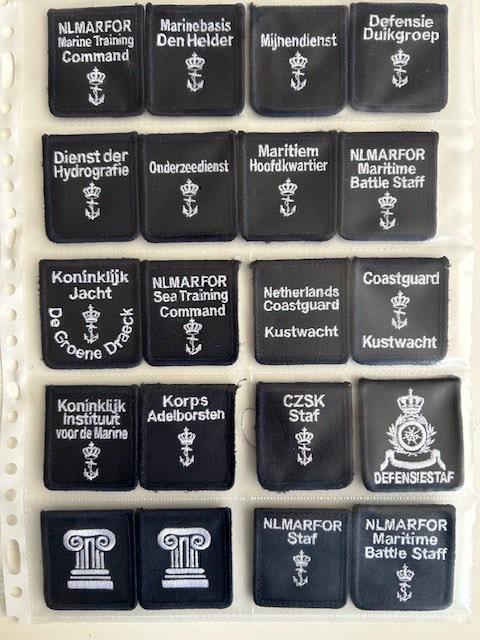 NLMARFOR
Marine Training
Command
Marinebasis
Den Helder
Mijnendienst
Defensie
Duikgroep
Dienst der
Hydrografie
Onderzeedienst
Maritiem
Hoofdkwartier
NLMARFOR
Maritime
Battle Staff
Koninklijk
Jacht
De Groene Draeck
NLMARFOR
Sea Training
Command
Netherlands
Coastguard
Kustwacht
Coastguard
Kustwacht
Koninklijk
Instituut
voor de Marine
Korps
Adelborsten
CZSK
Staf
DEFENSIESTAF
NLMARFOR
Staf
NLMARFOR
Maritime
Battle Staff